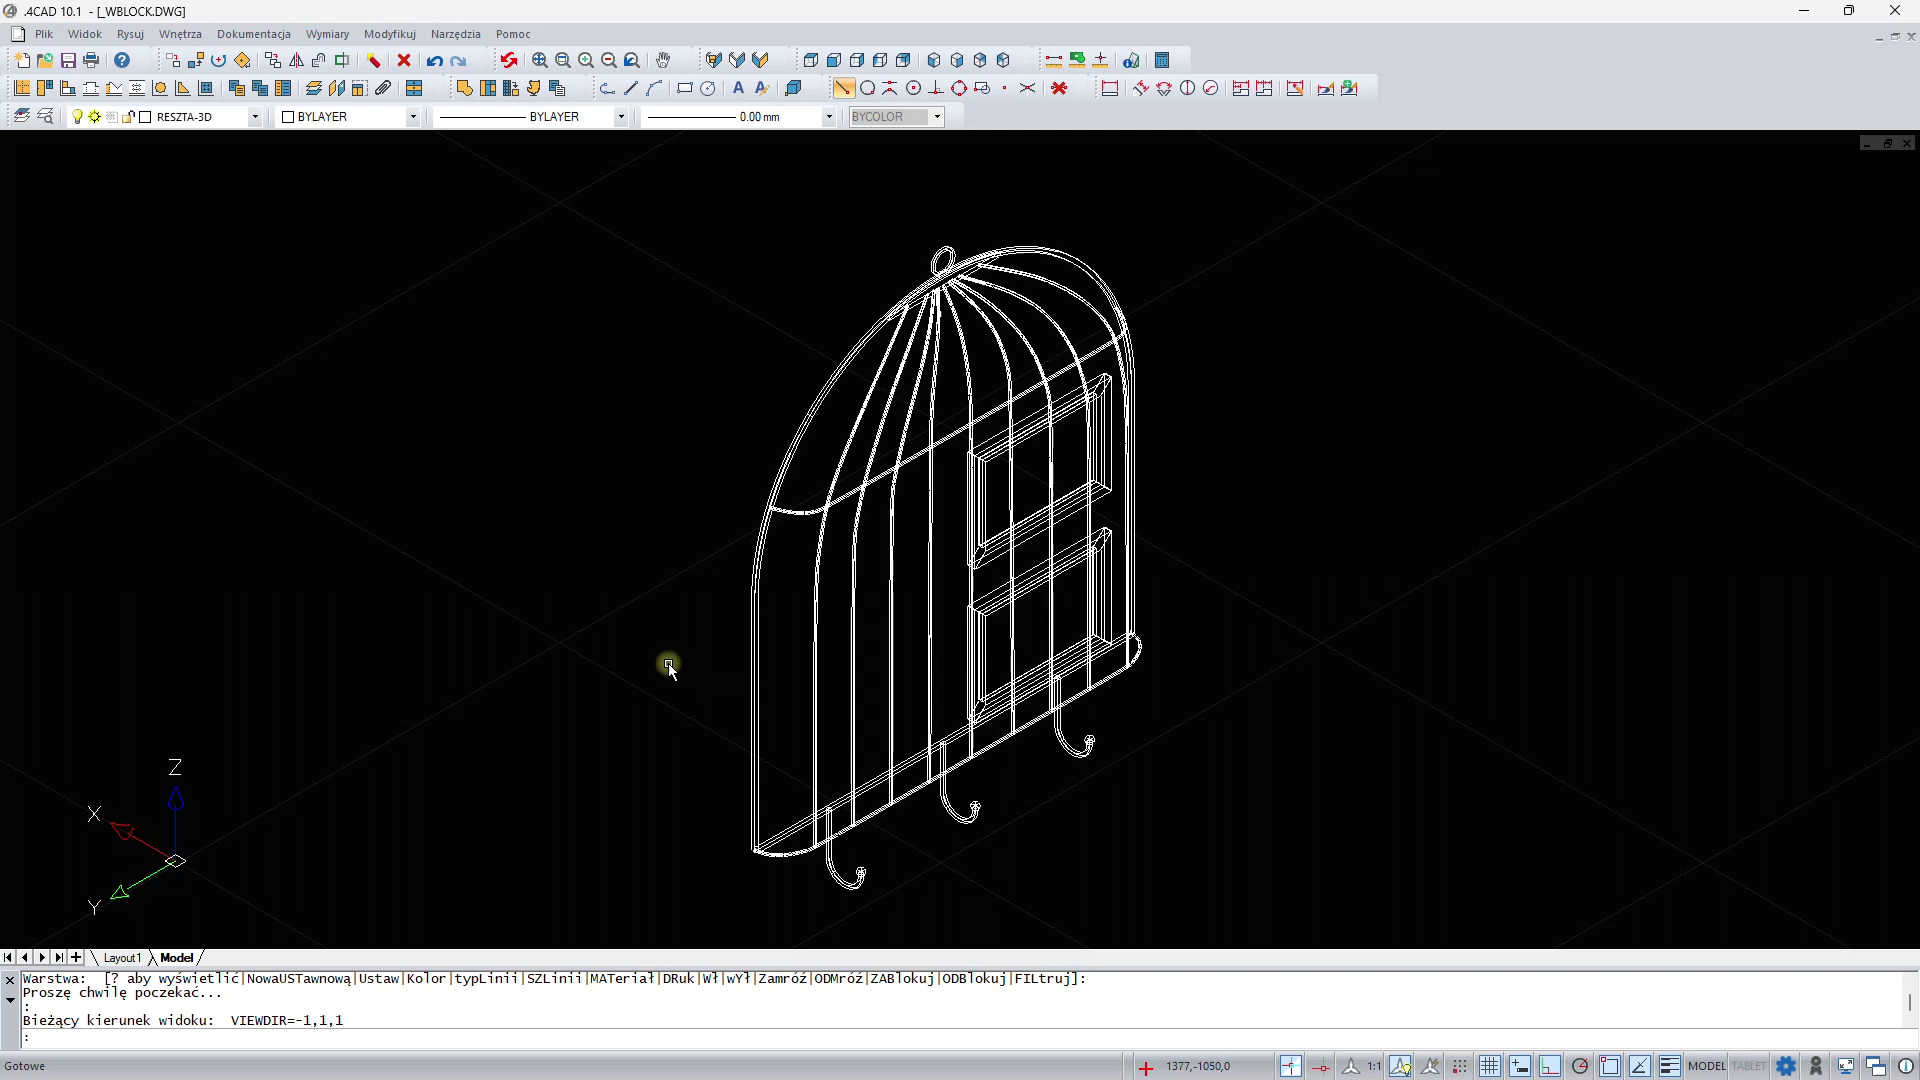 .4CAD 10.1 - [_WBLOCK.DWG]
Plik Widok Rysuj Wnętrza Dokumentacja Wymiary Modyfikuj Narzędzia Pomoc
RESZTA-3D BYLAYER BYLAYER 0.00 mm BYCOLOR
Z
X
Y
Layout1 Model
Warstwa: [? aby wyświetlić|NowaUSTawnową|Ustaw|Kolor|typLinii|SZLinii|MATeriał|DRuk|Wł|wYł|Zamróź|ODMróź|ZABlokuj|ODBlokuj|FILtruj]:
Proszę chwilę poczekać...
:
Bieżący kierunek widoku: VIEWDIR=-1,1,1
:
Gotowe 1377,-1050,0 1:1 MODEL TABLET